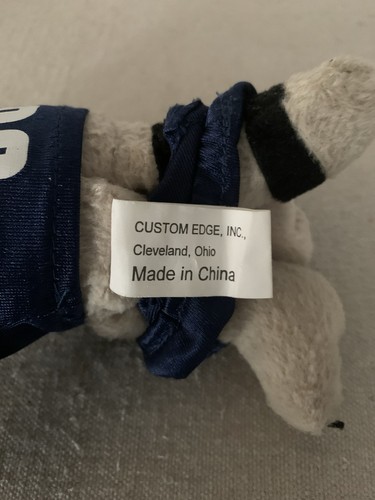 CUSTOM EDGE, INC.,
Cleveland, Ohio
Made in China